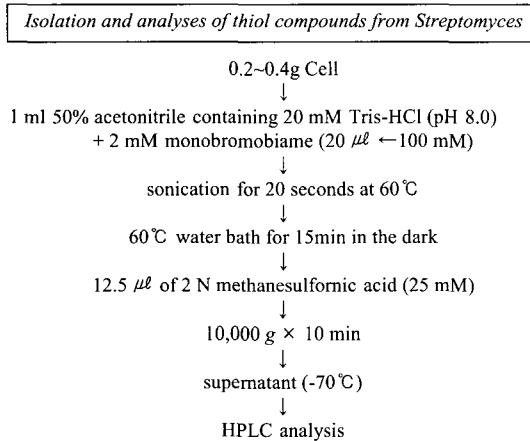 Isolation and analyses of thiol compounds from Streptomyces
0.2~0.4g Cell
↓
1 ml 50% acetonitrile containing 20 mM Tris-HCl (pH 8.0)
+ 2 mM monobromobiame (20 ㎕ ←100 mM)
↓
sonication for 20 seconds at 60℃
↓
60℃ water bath for 15min in the dark
↓
12.5 ㎕ of 2 N methanesulfornic acid (25 mM)
↓
10,000 g × 10 min
↓
supernatant (-70℃)
↓
HPLC analysis